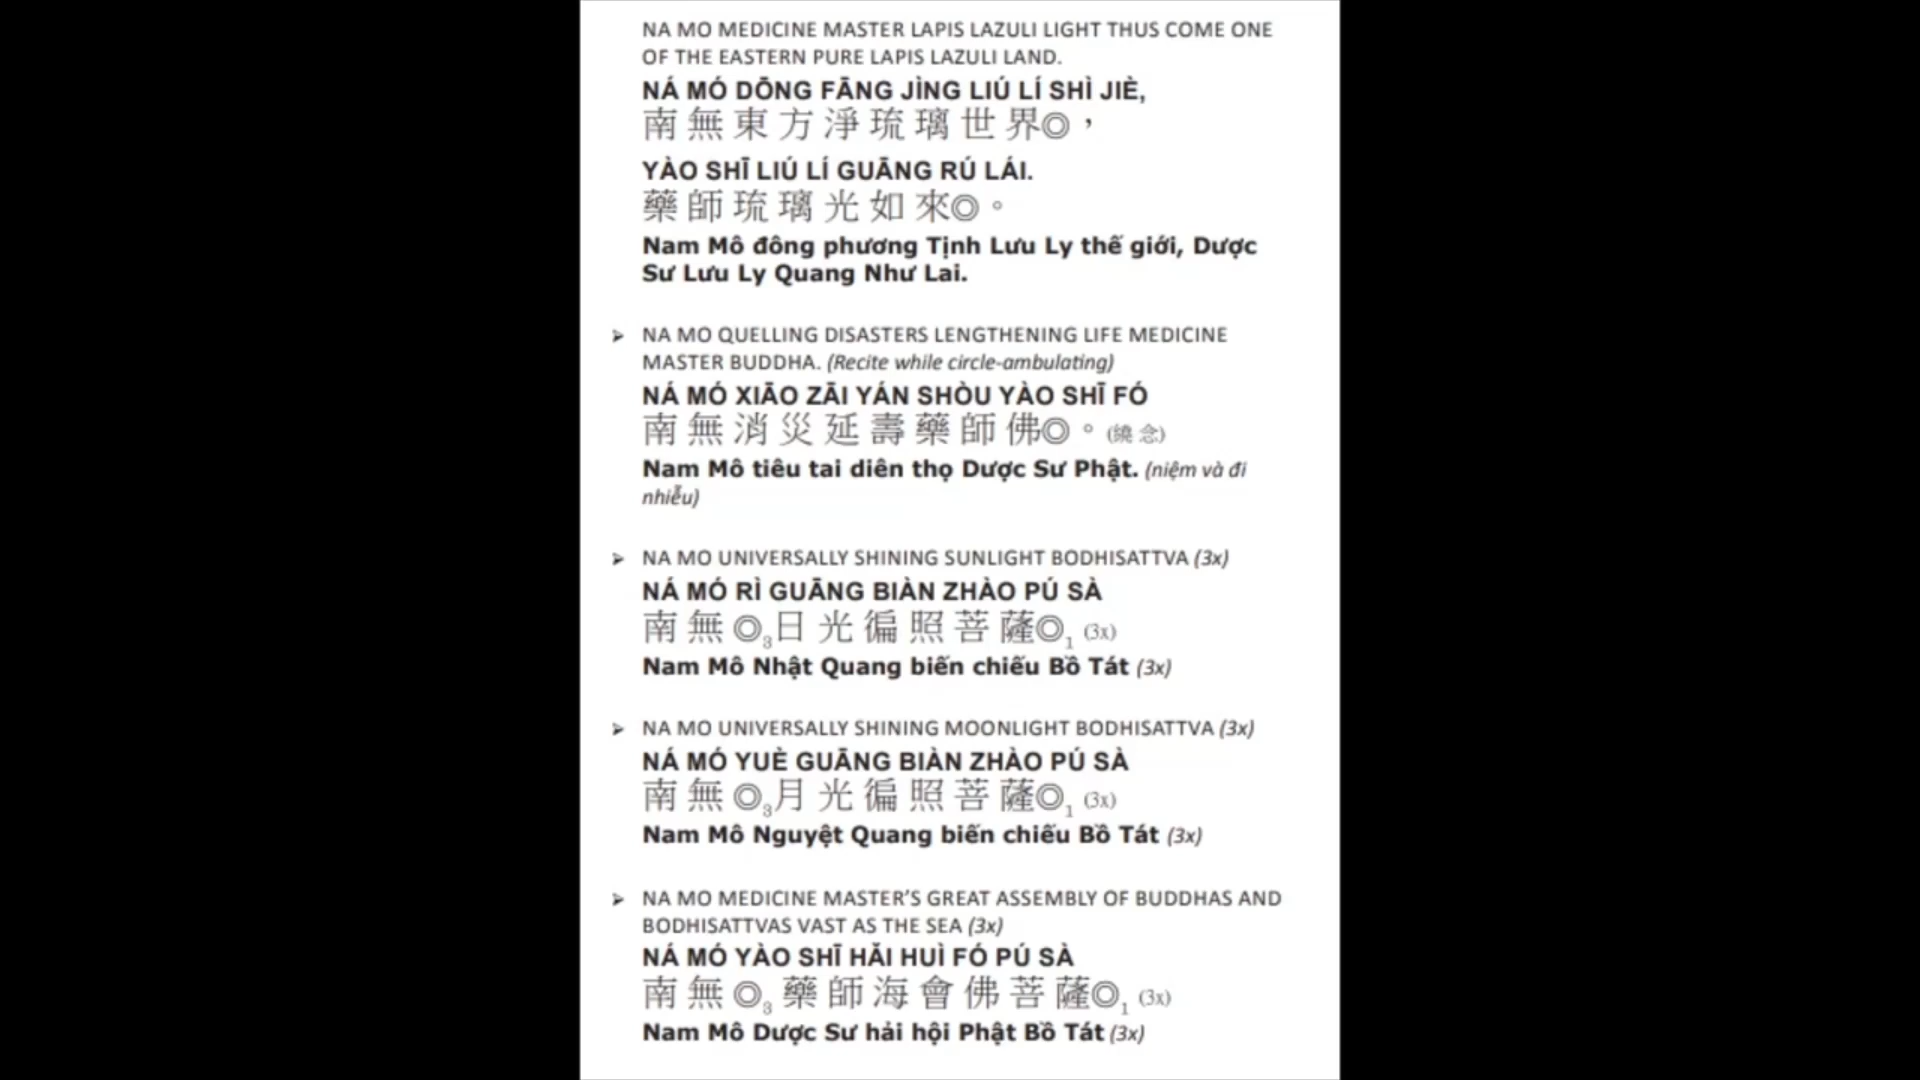 NA MO MEDICINE MASTER LAPIS LAZULI LIGHT THUS COME ONE
OF THE EASTERN PURE LAPIS LAZULI LAND.
NÁ MÓ DŌNG FĀNG JÌNG LIÚ LÍ SHÌ JIÈ,
南無東方淨琉璃世界◎，
YÀO SHĪ LIÚ LÍ GUĀNG RÚ LÁI.
藥師琉璃光如來◎。
Nam Mô đông phương Tịnh Lưu Ly thế giới, Dược
Sư Lưu Ly Quang Như Lai.
➢ NA MO QUELLING DISASTERS LENGTHENING LIFE MEDICINE
MASTER BUDDHA. (Recite while circle-ambulating)
NÁ MÓ XIĀO ZĀI YÁN SHÒU YÀO SHĪ FÓ
南無消災延壽藥師佛◎。(繞念)
Nam Mô tiêu tai diên thọ Dược Sư Phật. (niệm và đi
nhiễu)
➢ NA MO UNIVERSALLY SHINING SUNLIGHT BODHISATTVA (3x)
NÁ MÓ RÌ GUĀNG BIÀN ZHÀO PÚ SÀ
南無◎3日光徧照菩薩◎1 (3x)
Nam Mô Nhật Quang biến chiếu Bồ Tát (3x)
➢ NA MO UNIVERSALLY SHINING MOONLIGHT BODHISATTVA (3x)
NÁ MÓ YUÈ GUĀNG BIÀN ZHÀO PÚ SÀ
南無◎3月光徧照菩薩◎1 (3x)
Nam Mô Nguyệt Quang biến chiếu Bồ Tát (3x)
➢ NA MO MEDICINE MASTER’S GREAT ASSEMBLY OF BUDDHAS AND
BODHISATTVAS VAST AS THE SEA (3x)
NÁ MÓ YÀO SHĪ HǍI HUÌ FÓ PÚ SÀ
南無◎3藥師海會佛菩薩◎1 (3x)
Nam Mô Dược Sư hải hội Phật Bồ Tát (3x)